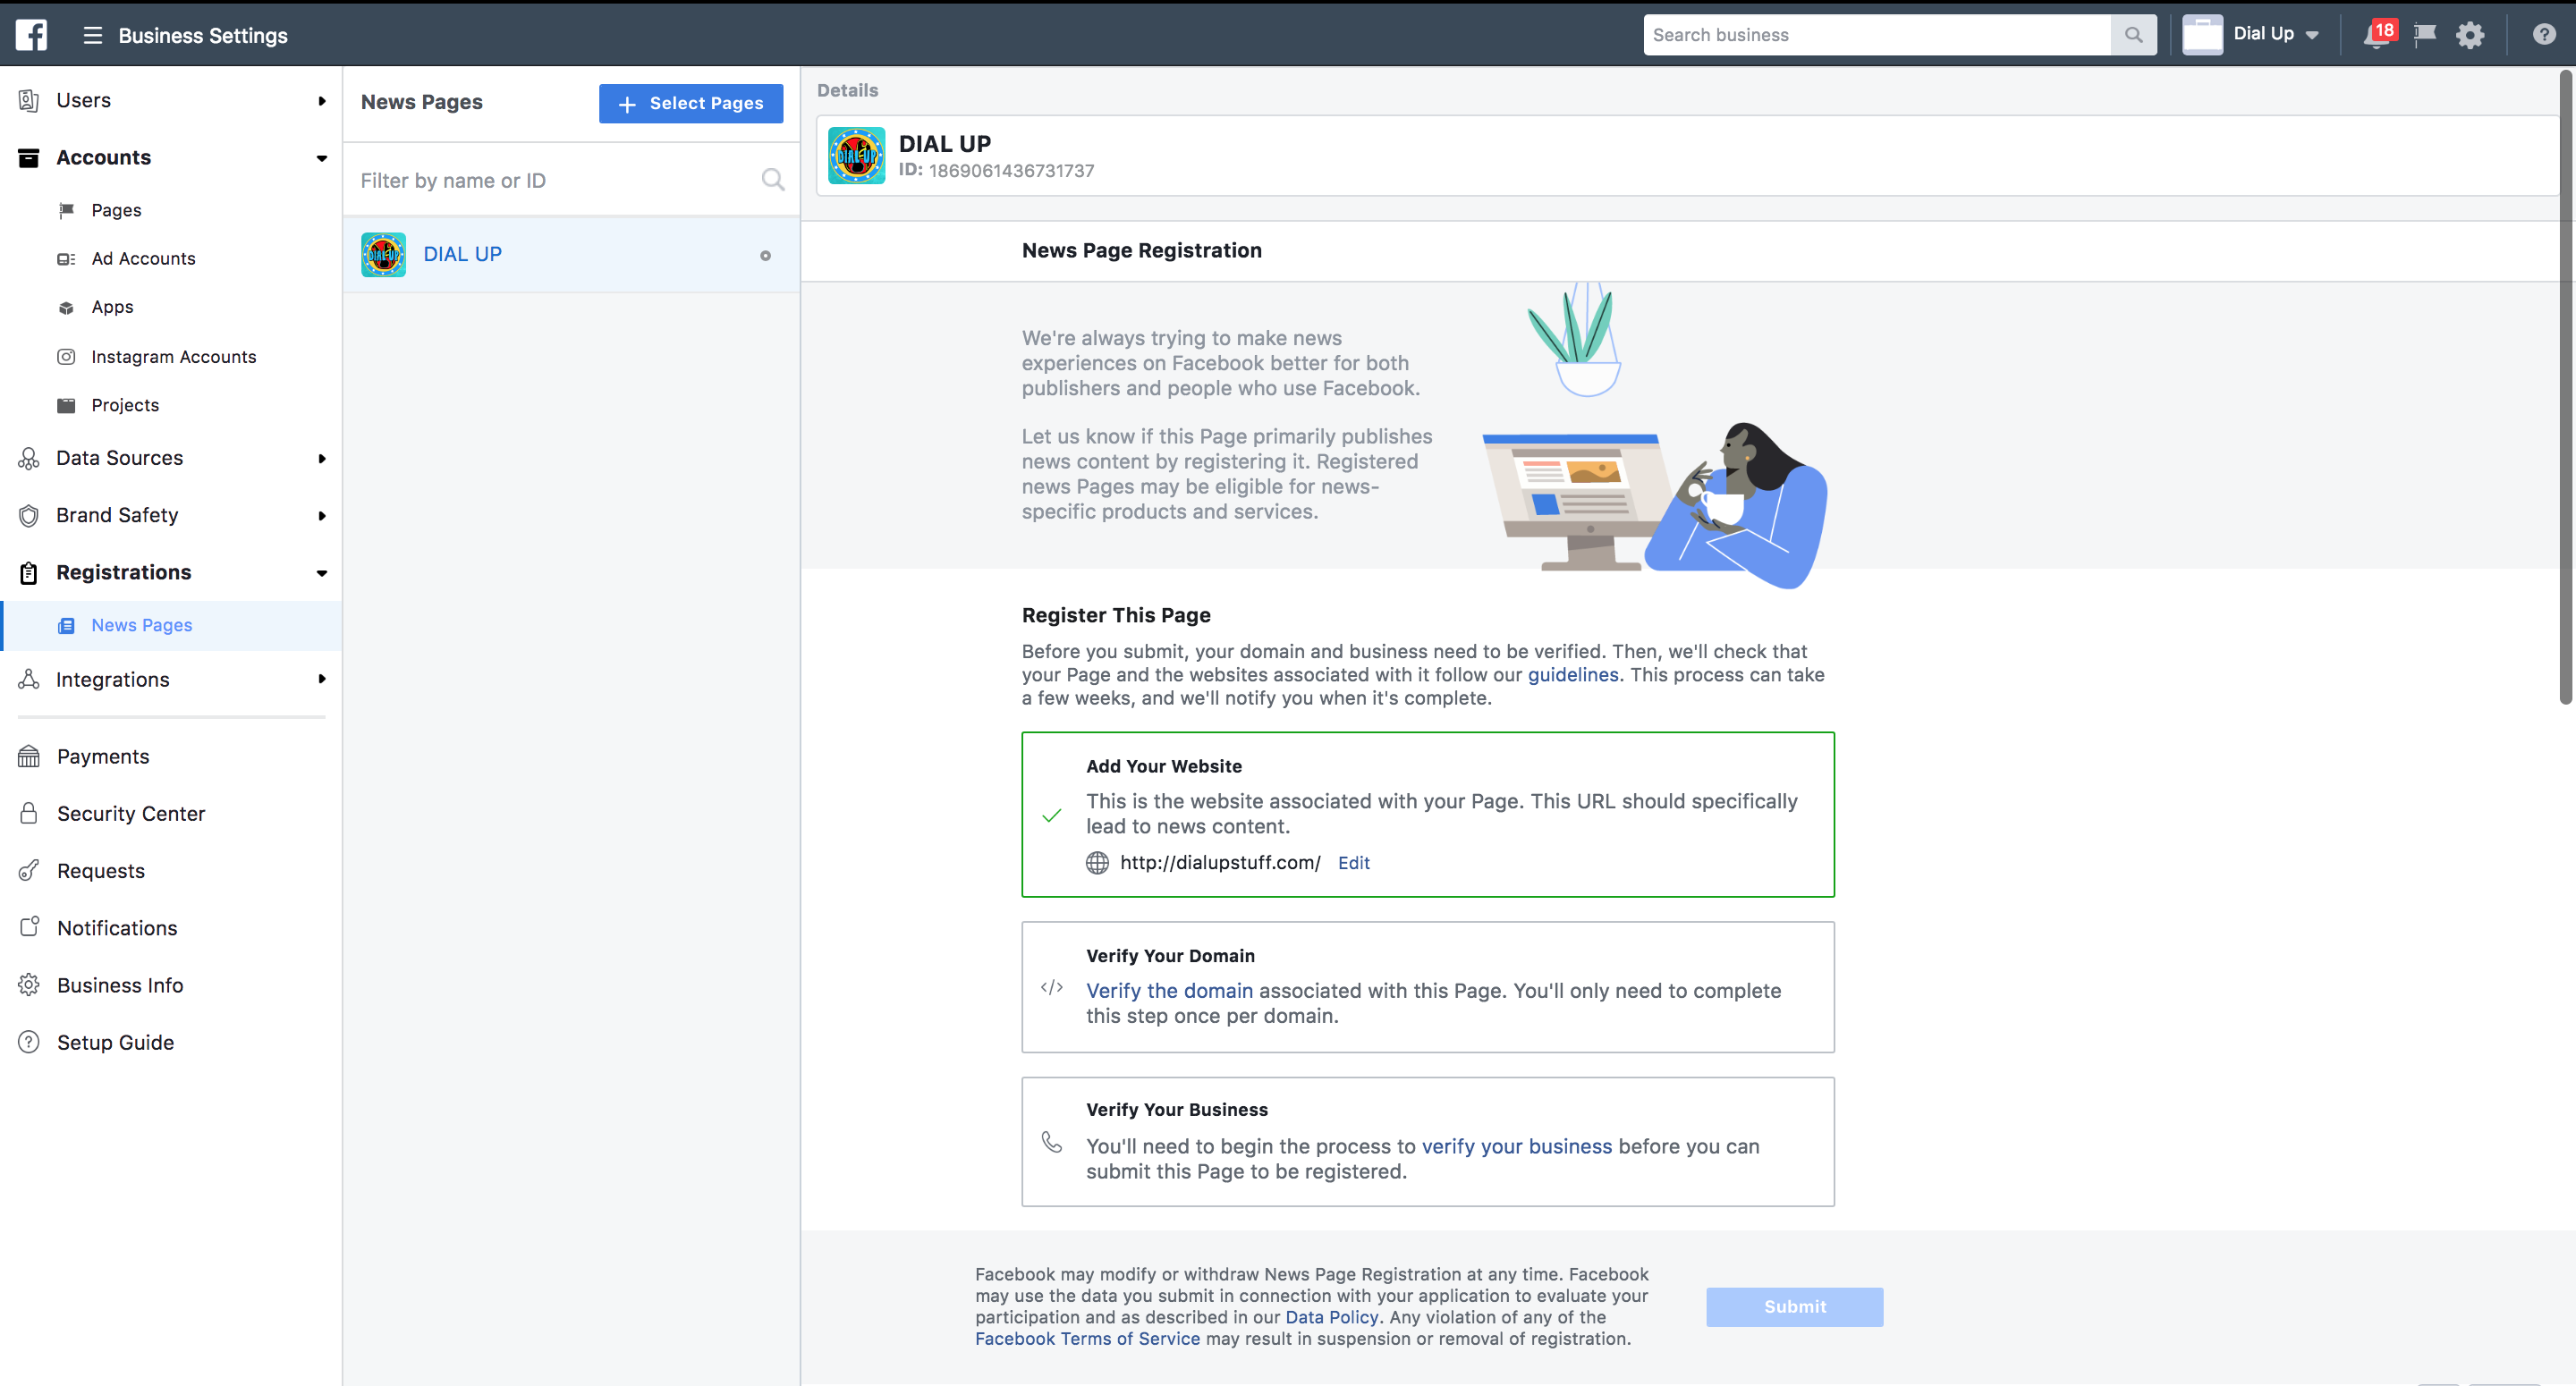 Business Settings
Search business
Dial Up
18
Users
Accounts
Pages
Ad Accounts
Apps
Instagram Accounts
Projects
Data Sources
Brand Safety
Registrations
News Pages
Integrations
Payments
Security Center
Requests
Notifications
Business Info
Setup Guide
News Pages
+ Select Pages
Filter by name or ID
DIAL UP
DIAL UP
Details
DIAL UP
DIAL UP
ID: 1869061436731737
News Page Registration
We're always trying to make news
experiences on Facebook better for both
publishers and people who use Facebook.
Let us know if this Page primarily publishes
news content by registering it. Registered
news Pages may be eligible for news-
specific products and services.
Register This Page
Before you submit, your domain and business need to be verified. Then, we'll check that
your Page and the websites associated with it follow our guidelines. This process can take
a few weeks, and we'll notify you when it's complete.
Add Your Website
This is the website associated with your Page. This URL should specifically
lead to news content.
http://dialupstuff.com/ Edit
Verify Your Domain
</> Verify the domain associated with this Page. You'll only need to complete
this step once per domain.
Verify Your Business
You'll need to begin the process to verify your business before you can
submit this Page to be registered.
Facebook may modify or withdraw News Page Registration at any time. Facebook
may use the data you submit in connection with your application to evaluate your
participation and as described in our Data Policy. Any violation of any of the
Facebook Terms of Service may result in suspension or removal of registration.
Submit